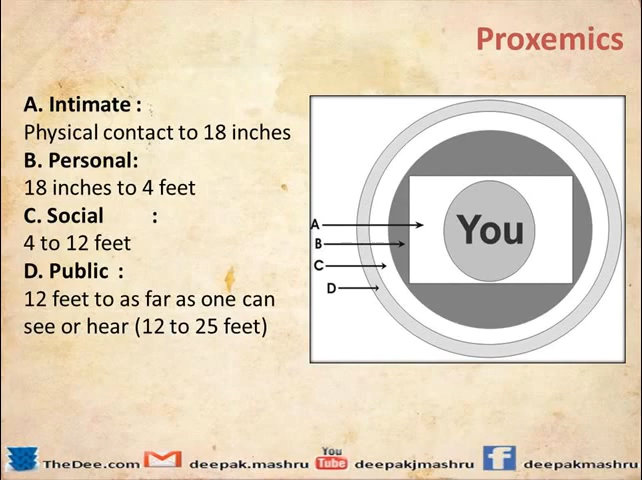 Proxemics
A. Intimate :
Physical contact to 18 inches
B. Personal:
18 inches to 4 feet
C. Social :
4 to 12 feet
D. Public :
12 feet to as far as one can
see or hear (12 to 25 feet)
A
B
C
D
You
TheDee.com
deepak.mashru
You
Tube
deepakjmashru
f
deepakmashru